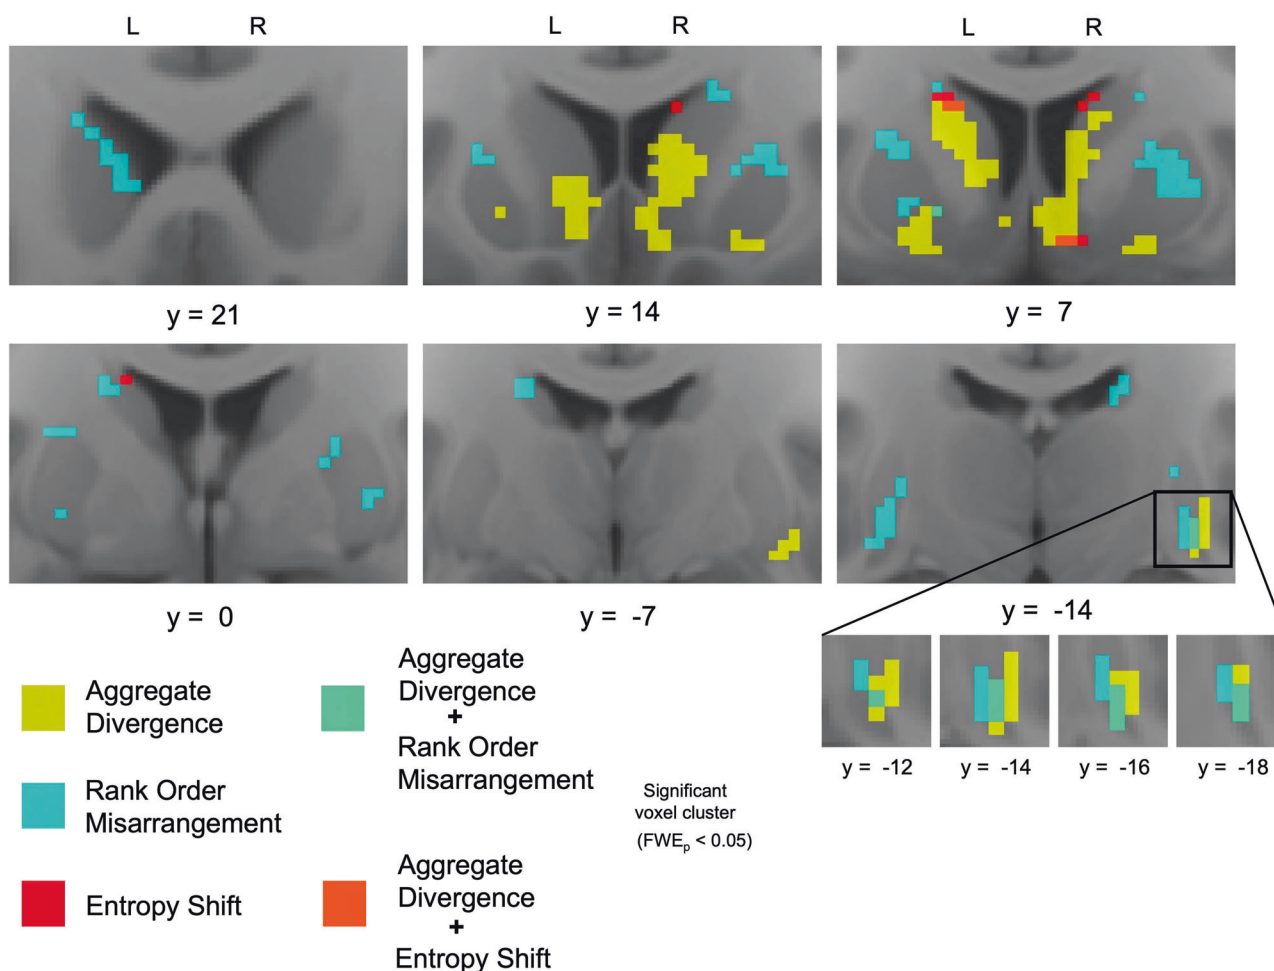 L R
L R
L R
y = 21
y = 14
y = 7
y = 0
y = -7
y = -14
y = -12
y = -14
y = -16
y = -18
Aggregate
Divergence
Rank Order
Misarrangement
Entropy Shift
Aggregate
Divergence
+
Rank Order
Misarrangement
Aggregate
Divergence
+
Entropy Shift
Significant
voxel cluster
(FWEp < 0.05)